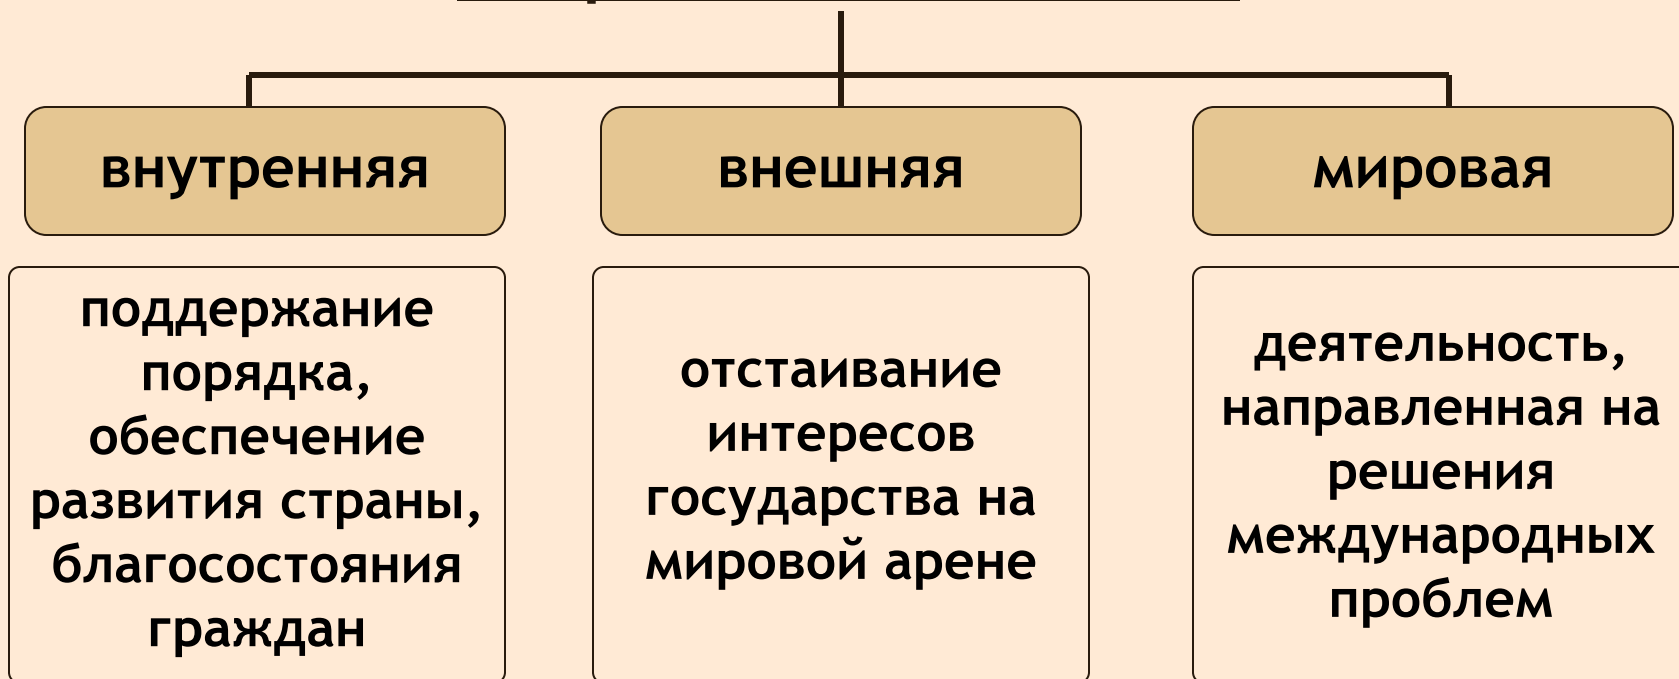 внутренняя
внешняя
мировая
поддержание
порядка,
обеспечение
развития страны,
благосостояния
граждан
отстаивание
интересов
государства на
мировой арене
деятельность,
направленная на
решения
международных
проблем